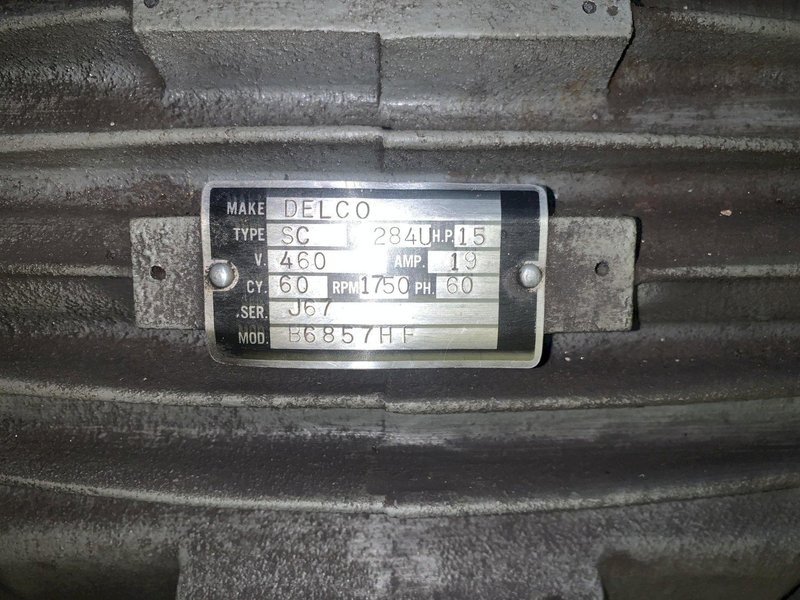 MAKE DELCO
TYPE SC 284U H.P. 15
V. 460 AMP. 19
CY. 60 RPM 1750 PH. 60
SER. J67
MOD. B6857HF